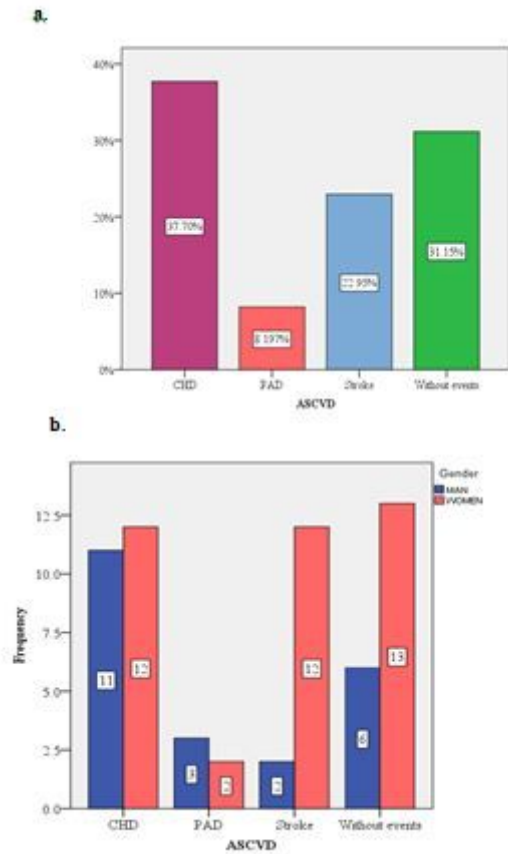 a.
40%
30%
20%
10%
0%
37.70%
8.197%
22.95%
31.15%
CHD PAD Stroke Without events
ASCVD
b.
Gender
MAN
WOMEN
Frequency
12.5
10.0
7.5
5.0
2.5
0.0
11 12 3 2 2 12 6 13
CHD PAD Stroke Without events
ASCVD